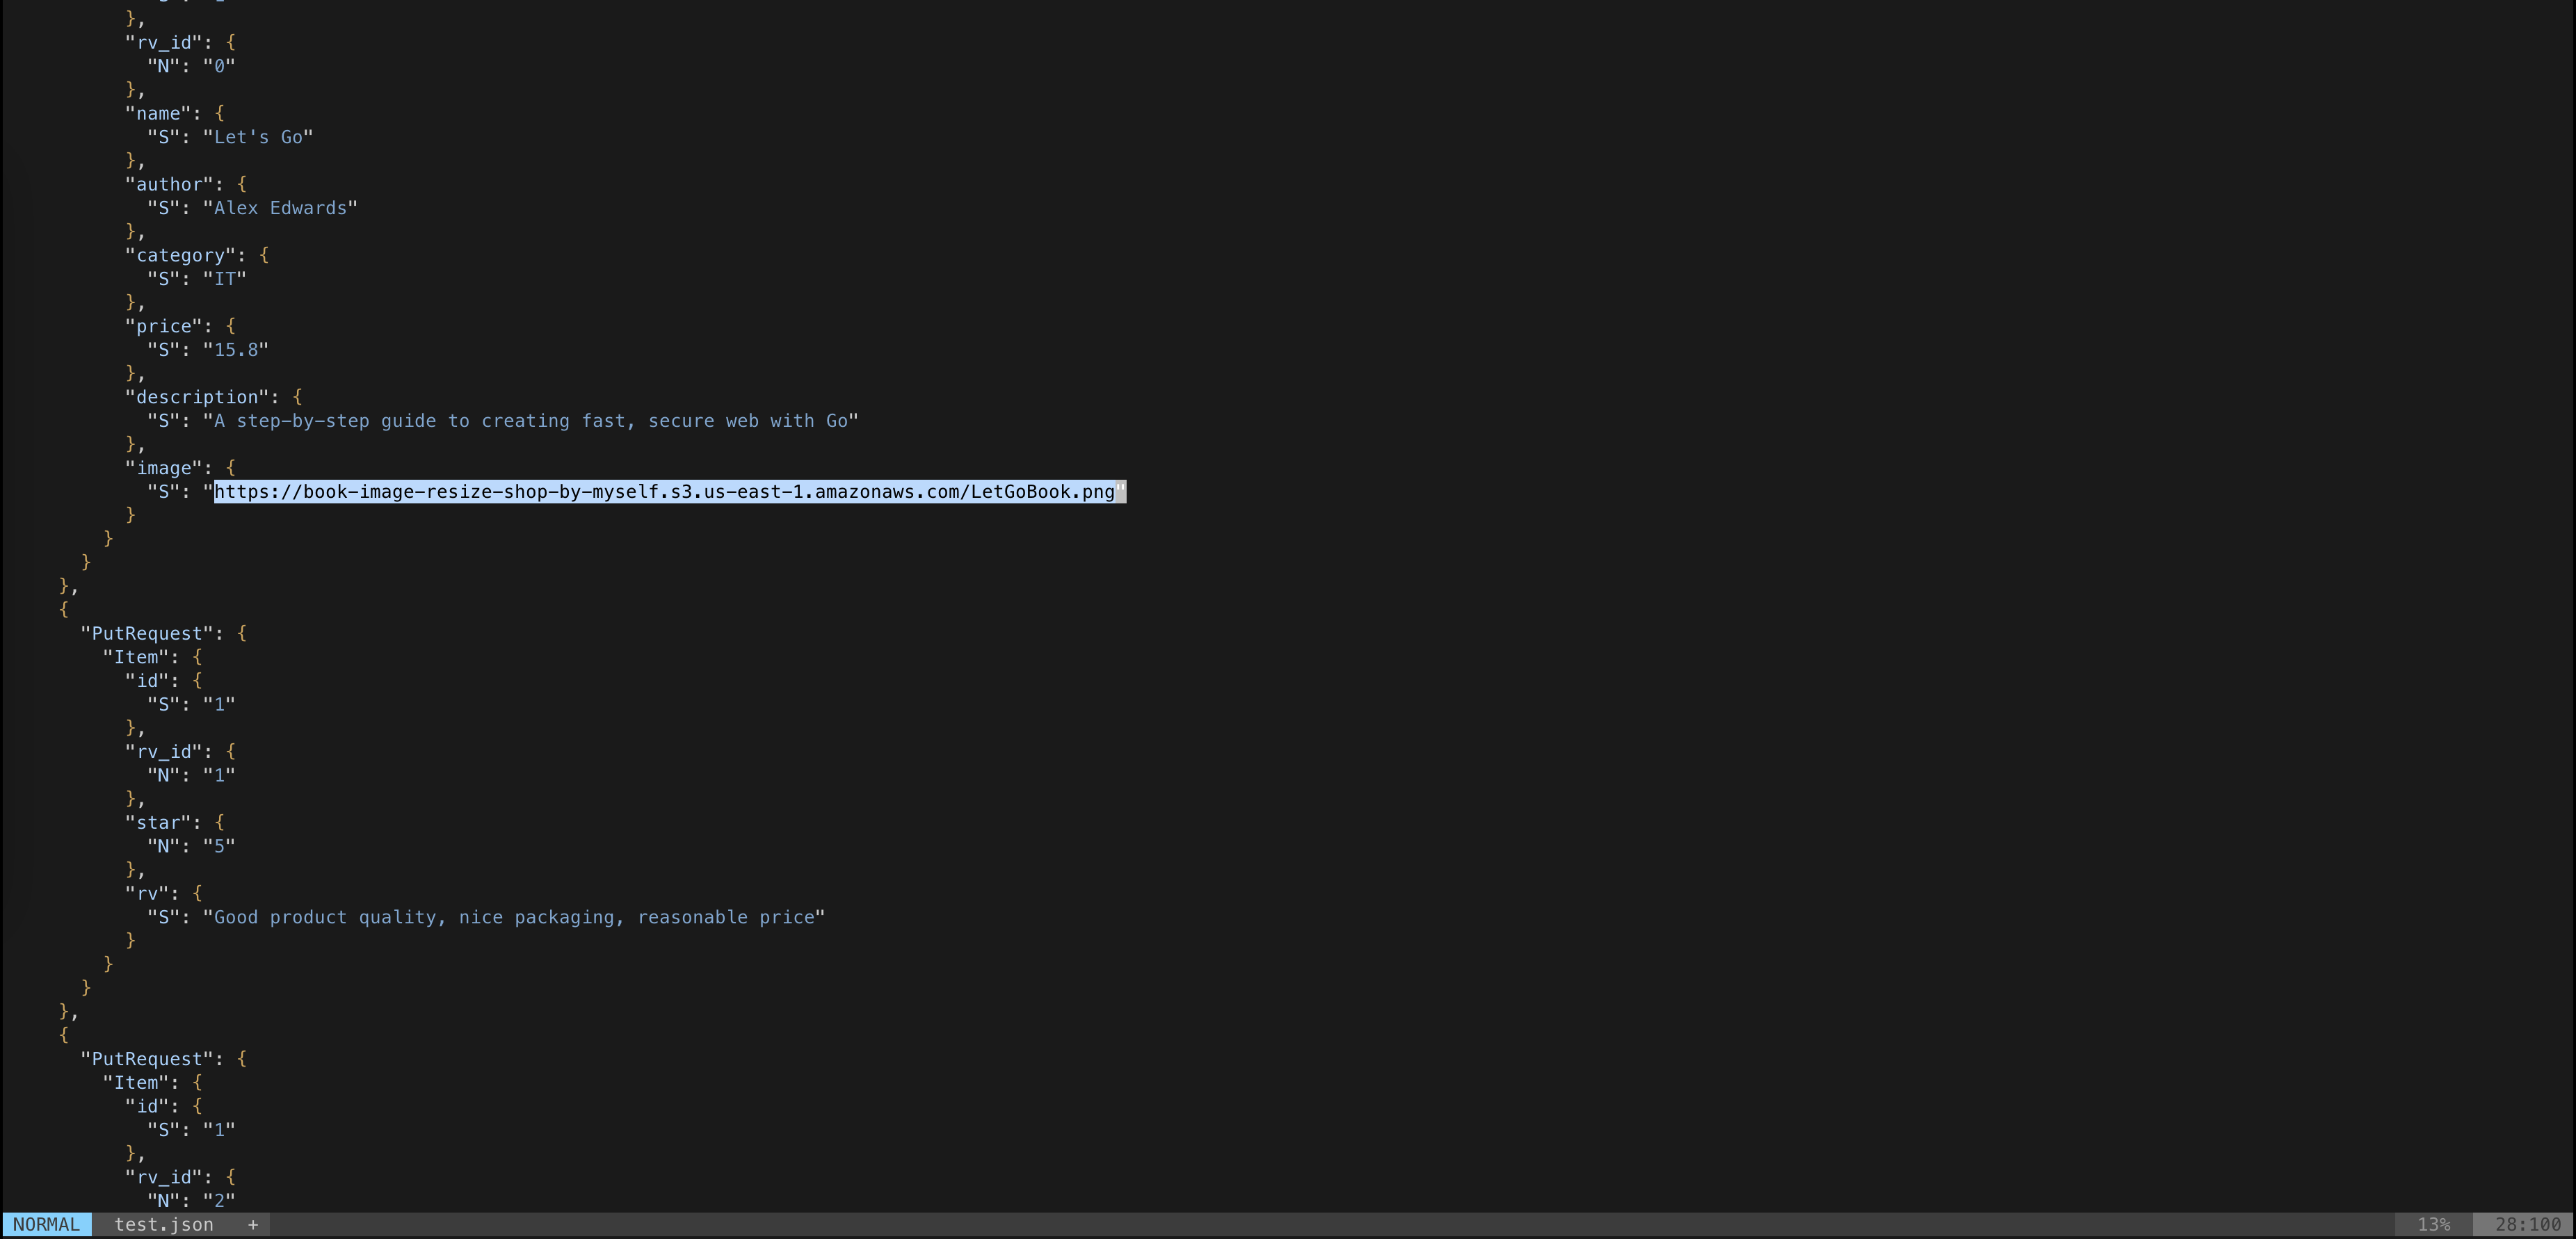 },
"rv_id": {
"N": "0"
},
"name": {
"S": "Let's Go"
},
"author": {
"S": "Alex Edwards"
},
"category": {
"S": "IT"
},
"price": {
"S": "15.8"
},
"description": {
"S": "A step-by-step guide to creating fast, secure web with Go"
},
"image": {
"S": "https://book-image-resize-shop-by-myself.s3.us-east-1.amazonaws.com/LetGoBook.png"
}
}
}
},
{
"PutRequest": {
"Item": {
"id": {
"S": "1"
},
"rv_id": {
"N": "1"
},
"star": {
"N": "5"
},
"rv": {
"S": "Good product quality, nice packaging, reasonable price"
}
}
}
},
{
"PutRequest": {
"Item": {
"id": {
"S": "1"
},
"rv_id": {
"N": "2"
NORMAL test.json + 13% 28:100